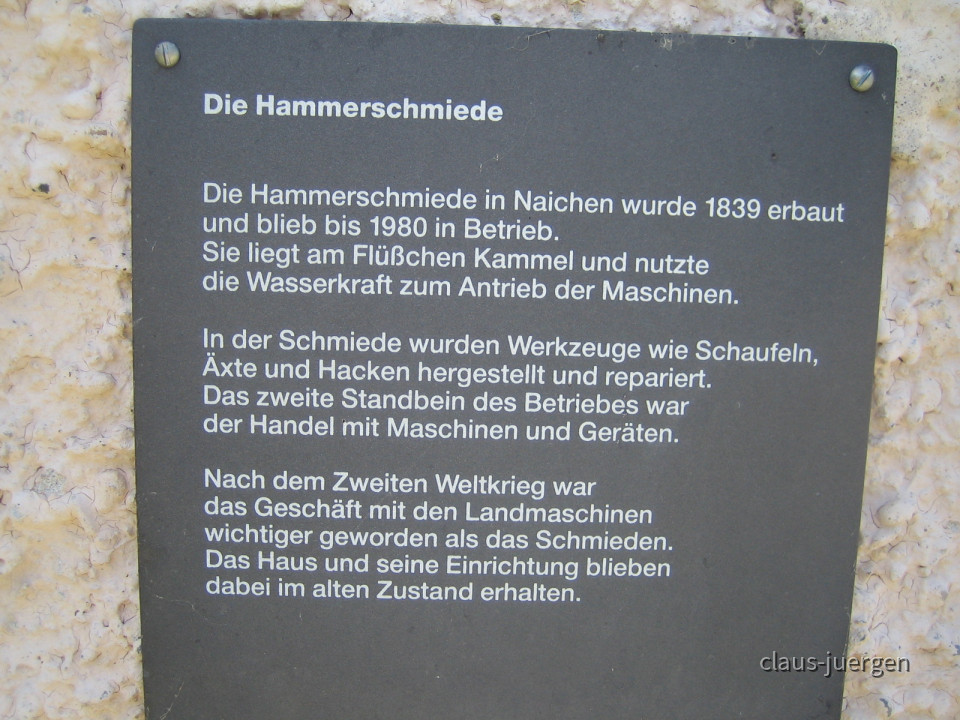 Die Hammerschmiede
Die Hammerschmiede in Naichen wurde 1839 erbaut
und blieb bis 1980 in Betrieb.
Sie liegt am Flüßchen Kammel und nutzte
die Wasserkraft zum Antrieb der Maschinen.
In der Schmiede wurden Werkzeuge wie Schaufeln,
Äxte und Hacken hergestellt und repariert.
Das zweite Standbein des Betriebes war
der Handel mit Maschinen und Geräten.
Nach dem Zweiten Weltkrieg war
das Geschäft mit den Landmaschinen
wichtiger geworden als das Schmieden.
Das Haus und seine Einrichtung blieben
dabei im alten Zustand erhalten.
claus-juergen